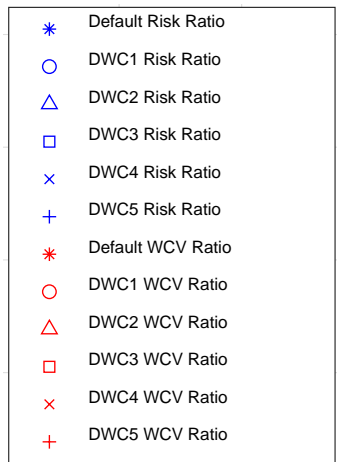 Default Risk Ratio
DWC1 Risk Ratio
DWC2 Risk Ratio
DWC3 Risk Ratio
DWC4 Risk Ratio
DWC5 Risk Ratio
Default WCV Ratio
DWC1 WCV Ratio
DWC2 WCV Ratio
DWC3 WCV Ratio
DWC4 WCV Ratio
DWC5 WCV Ratio